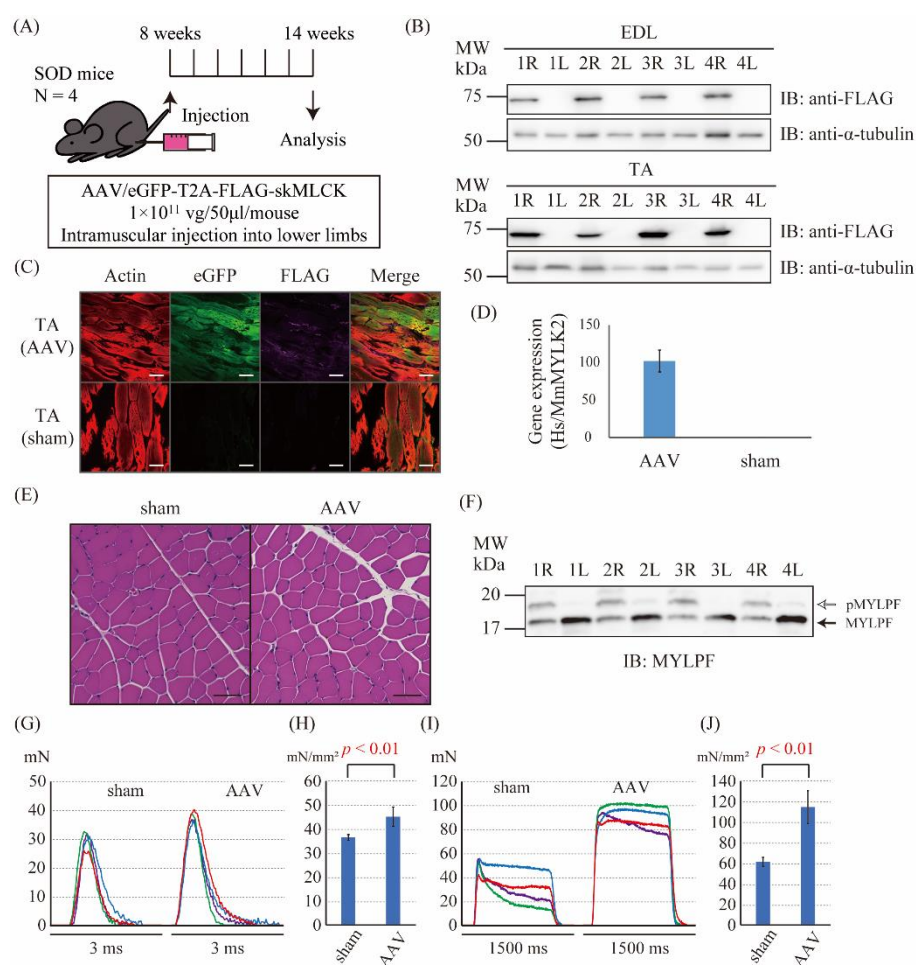 (A)
8 weeks 14 weeks
SOD mice
N = 4
Injection
Analysis
AAV/eGFP-T2A-FLAG-skMLCK
1×10¹¹ vg/50μl/mouse
Intramuscular injection into lower limbs
(B)
EDL
MW
kDa
1R 1L 2R 2L 3R 3L 4R 4L
75
IB: anti-FLAG
50
IB: anti-α-tubulin
TA
MW
kDa
1R 1L 2R 2L 3R 3L 4R 4L
75
IB: anti-FLAG
50
IB: anti-α-tubulin
(C)
Actin eGFP FLAG Merge
TA
(AAV)
TA
(sham)
(D)
Gene expression
(Hs/MmMYLK2)
150
100
50
0
AAV sham
(E)
sham AAV
(F)
MW
kDa
1R 1L 2R 2L 3R 3L 4R 4L
20
pMYLPF
17
MYLPF
IB: MYLPF
(G)
mN
50
40
30
20
10
0
sham AAV
3 ms 3 ms
(H)
mN/mm²
p < 0.01
60
50
40
30
20
10
0
sham AAV
(I)
mN
120
100
80
60
40
20
0
sham AAV
1500 ms 1500 ms
(J)
mN/mm²
p < 0.01
140
120
100
80
60
40
20
0
sham AAV